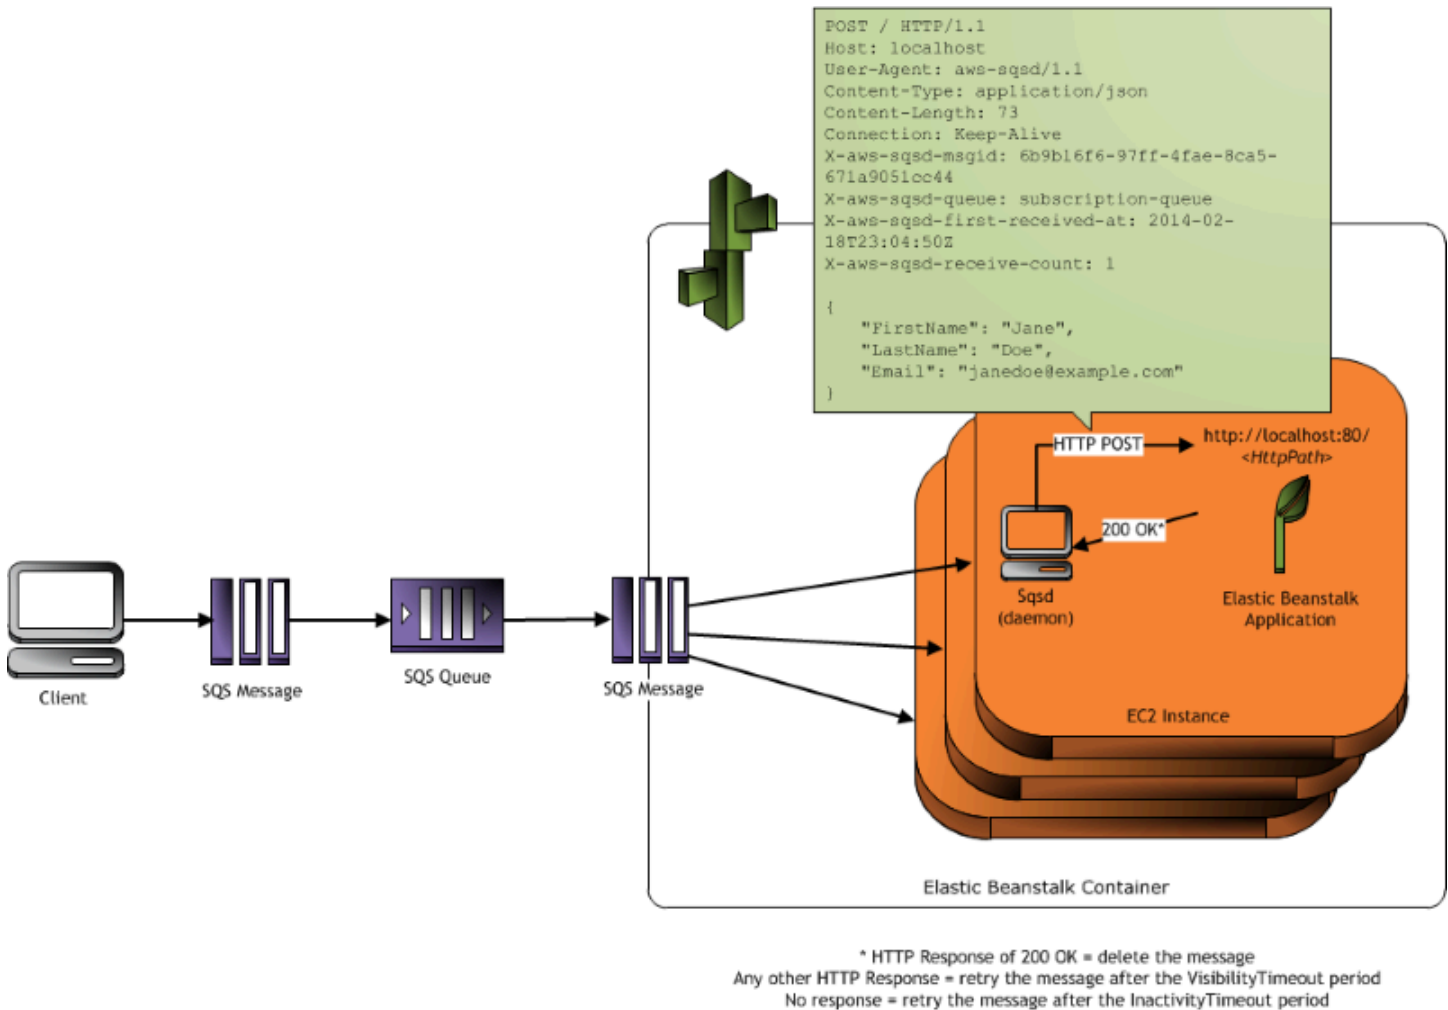 POST / HTTP/1.1
Host: localhost
User-Agent: aws-sqsd/1.1
Content-Type: application/json
Content-Length: 73
Connection: Keep-Alive
X-aws-sqsd-msgid: 6b9b16f6-97ff-4fae-8ca5-
671a9051cc44
X-aws-sqsd-queue: subscription-queue
X-aws-sqsd-first-received-at: 2014-02-
18T23:04:50Z
X-aws-sqsd-receive-count: 1
{
"FirstName": "Jane",
"LastName": "Doe",
"Email": "janedoe@example.com"
}
HTTP POST
http://localhost:80/
<HttpPath>
200 OK*
Sqsd
(daemon)
Elastic Beanstalk
Application
EC2 Instance
Client
SQS Message
SQS Queue
SQS Message
Elastic Beanstalk Container
* HTTP Response of 200 OK = delete the message
Any other HTTP Response = retry the message after the VisibilityTimeout period
No response = retry the message after the InactivityTimeout period